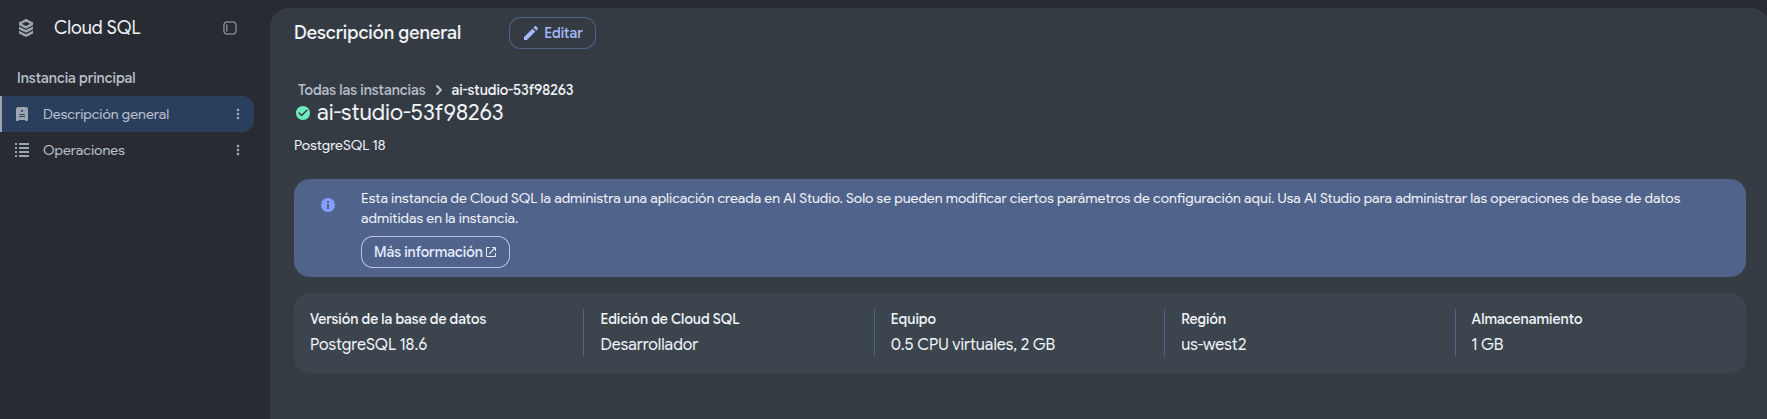 Cloud SQL
Instancia principal
Descripción general
Operaciones
Descripción general
Editar
Todas las instancias > ai-studio-53f98263
ai-studio-53f98263
PostgreSQL 18
Esta instancia de Cloud SQL la administra una aplicación creada en AI Studio. Solo se pueden modificar ciertos parámetros de configuración aquí. Usa AI Studio para administrar las operaciones de base de datos
admitidas en la instancia.
Más información
Versión de la base de datos
PostgreSQL 18.6
Edición de Cloud SQL
Desarrollador
Equipo
0.5 CPU virtuales, 2 GB
Región
us-west2
Almacenamiento
1 GB